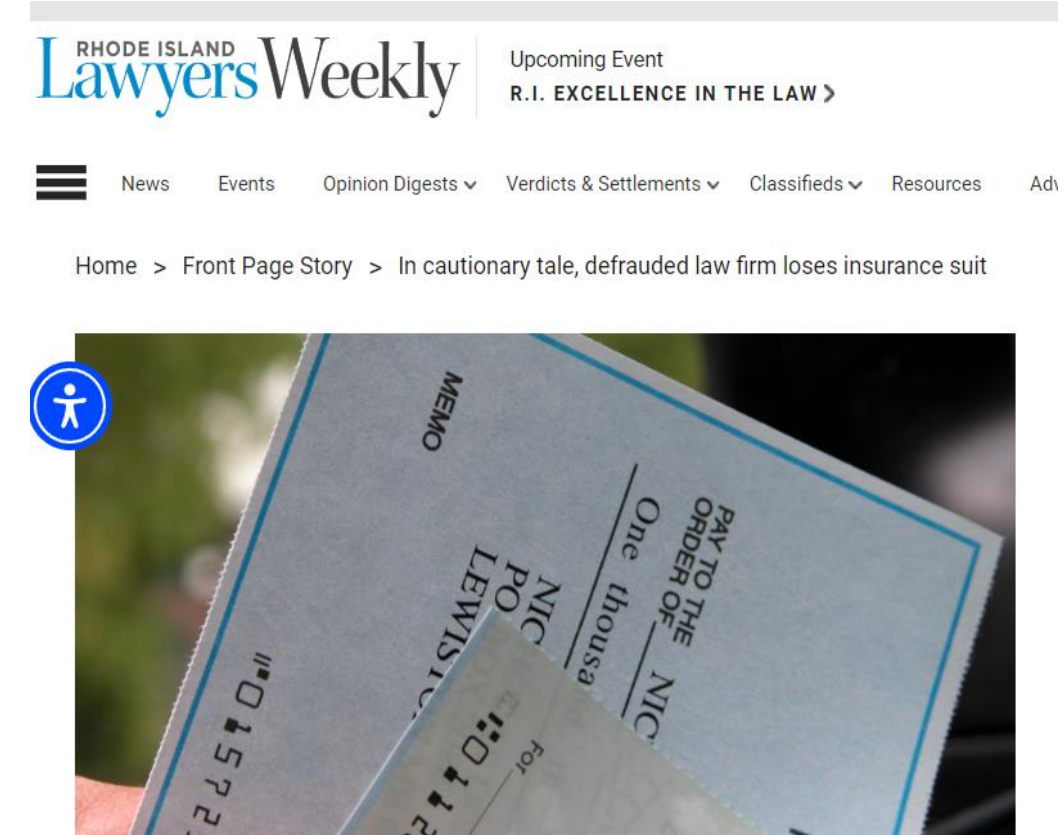 RHODE ISLAND
Lawyers Weekly
Upcoming Event
R.I. EXCELLENCE IN THE LAW >
News Events Opinion Digests Verdicts & Settlements Classifieds Resources
Home > Front Page Story > In cautionary tale, defrauded law firm loses insurance suit
MEMO
PAY TO THE
ORDER OF
One
For